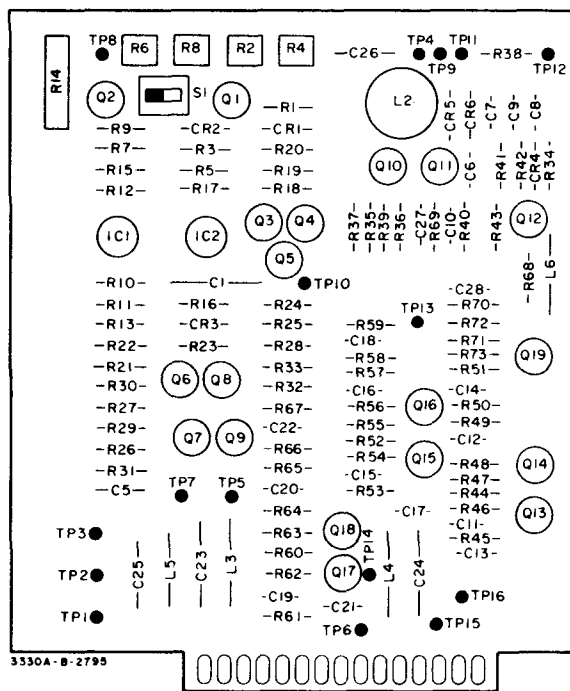 TP8 R6 R8 R2 R4 -C26- TP4 TP11 -R38-
TP9 TP12
R14
Q2 S1 Q1 -R1- L2 -CR5- -CR6- -C7- -C9- -C8-
-R9- -CR2- -CR1-
-R7- -R3- -R20-
-R15- -R5- -R19- Q10 Q11 -C6- -R41- -R42- -CR4- -R34-
-R12- -R17- -R18-
Q3 Q4 -R37- -R35- -R39- -R36- -C27- -R69- -C10- -R40- -R43- Q12
IC1 IC2
Q5 -R68- L6
-R10- C1 TP10 -C28-
-R11- -R16- -R24- TP13 -R70-
-R13- -CR3- -R25- -R59- -R72-
-R22- -R23- -R28- -C18- -R71-
-R58- -R73- Q19
-R21- -R33- -R57- -R51-
-R30- Q6 Q8 -R32- -C16- -C14-
-R27- -R67- -R56- Q16 -R50-
-R29- -C22- -R55- -R49-
Q7 Q9 -R52- -C12-
-R26- -R66- -R54- Q15
-R31- -R65- -C15- -R48- Q14
-C5- TP7 TP5 -C20- -R53- -R47-
-R44-
-R64- -C17- -R46- Q13
TP3 -R63- Q18 -C11-
-R45-
-R60- TP14 -C13-
TP2 C25 L5 C23 L3 -R62- Q17 L4 C24
-C19- TP16
TP1 -R61- -C21-
TP6 TP15
3330A-B-2795